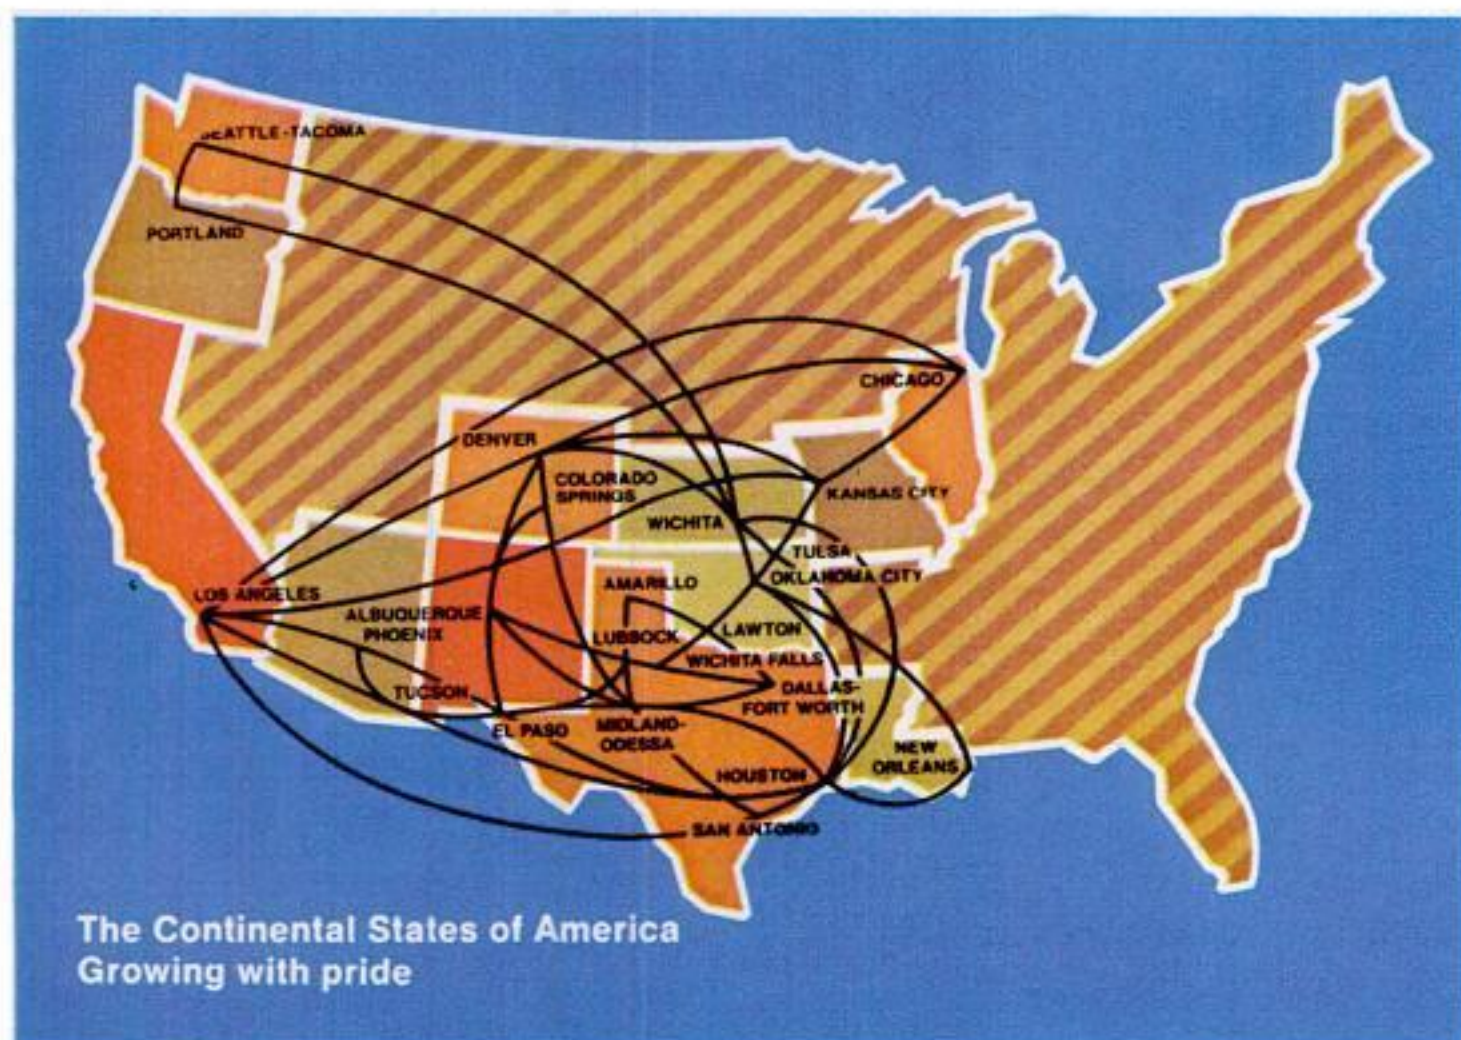 SEATTLE-TACOMA
PORTLAND
CHICAGO
DENVER
COLORADO
SPRINGS
KANSAS CITY
WICHITA
TULSA
OKLAHOMA CITY
AMARILLO
LOS ANGELES
ALBUQUERQUE
PHOENIX
LUBBOCK
LAWTON
WICHITA FALLS
TUCSON
DALLAS-
FORT WORTH
EL PASO
MIDLAND-
ODESSA
HOUSTON
NEW
ORLEANS
SAN ANTONIO
The Continental States of America
Growing with pride